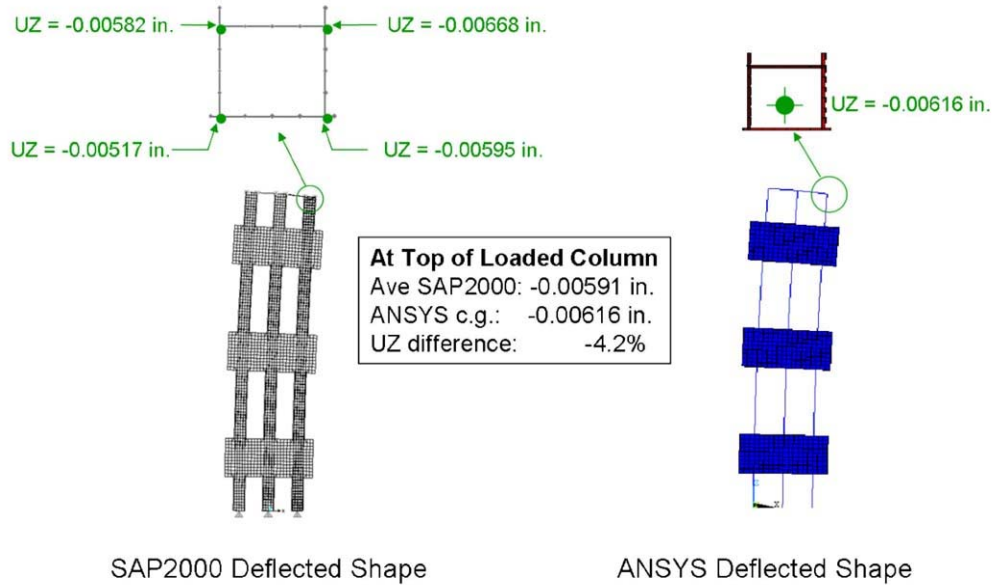 UZ = -0.00582 in.
UZ = -0.00668 in.
UZ = -0.00616 in.
UZ = -0.00517 in.
UZ = -0.00595 in.
At Top of Loaded Column
Ave SAP2000: -0.00591 in.
ANSYS c.g.: -0.00616 in.
UZ difference: -4.2%
SAP2000 Deflected Shape
ANSYS Deflected Shape